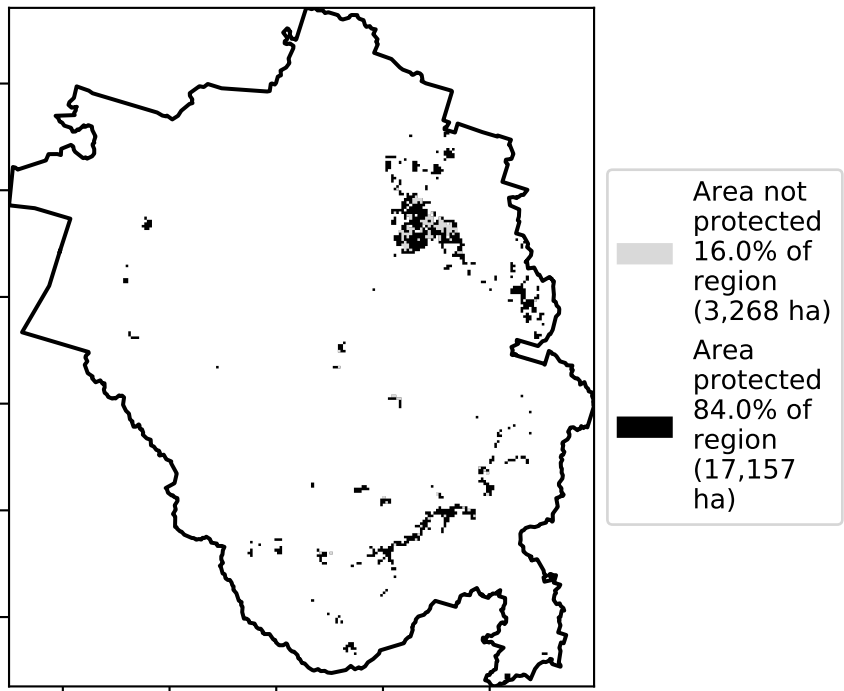 Area not
protected
16.0% of
region
(3,268 ha)
Area
protected
84.0% of
region
(17,157
ha)